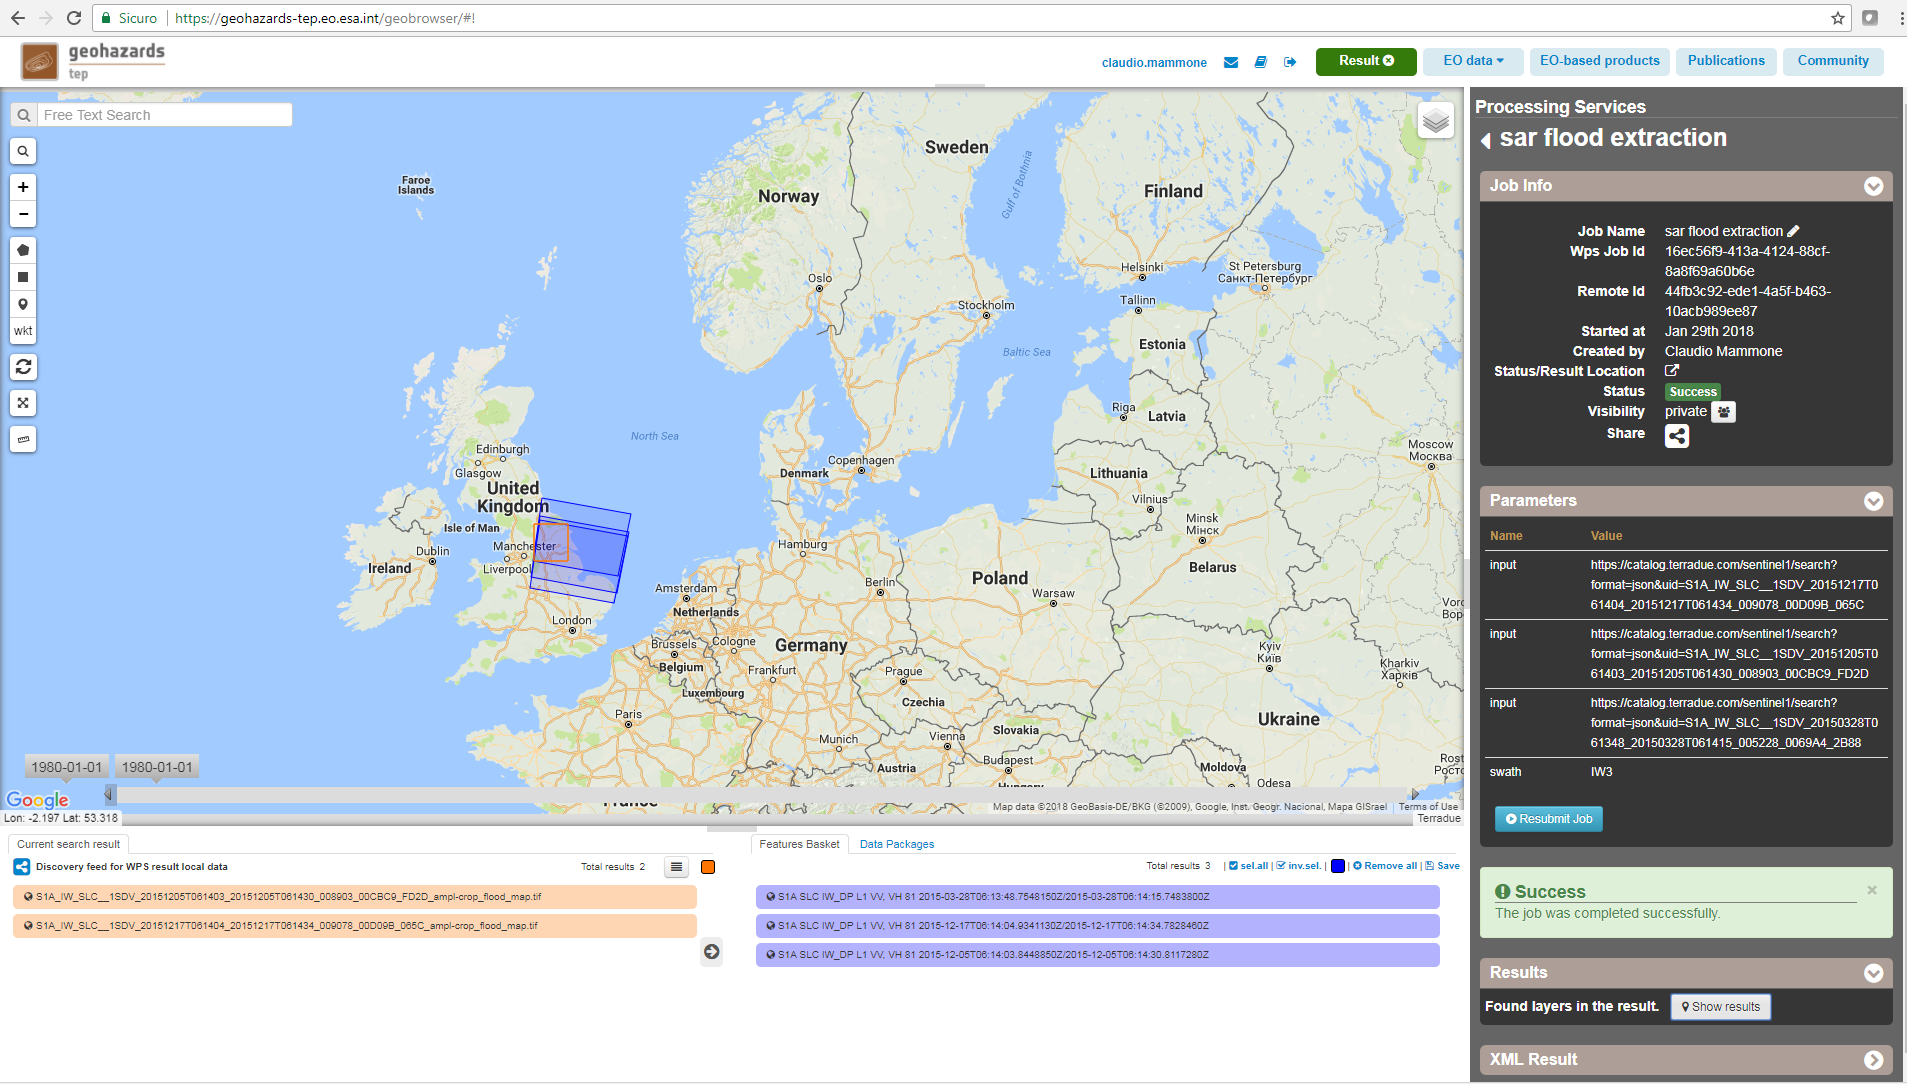 Sicuro
https://geohazards-tep.eo.esa.int/geobrowser/#!
geohazards
tep
claudio.mammone
Result
EO data
EO-based products
Publications
Community
Free Text Search
wkt
Faroe
Islands
Sweden
Norway
Finland
Gulf of Bothnia
Oslo
Helsinki
St Petersburg
Санкт-Петербург
Stockholm
Tallinn
Estonia
Baltic Sea
Riga
Latvia
Moscow
Москва
North Sea
Edinburgh
Glasgow
United
Kingdom
Isle of Man
Denmark
Copenhagen
Lithuania
Vilnius
Minsk
Мінск
Dublin
Ireland
Manchester
Liverpool
Hamburg
Berlin
Poland
Warsaw
Belarus
Amsterdam
Netherlands
London
Brussels
Cologne
Belgium
Germany
Frankfurt
Luxembourg
Prague
Czechia
Kyiv
Київ
Kharkiv
Харків
Paris
Munich
Vienna
Slovakia
Ukraine
Austria
Budapest
Hungary
Moldova
Odesa
France
1980-01-01
1980-01-01
Google
Map data ©2018 GeoBasis-DE/BKG (©2009), Google, Inst. Geogr. Nacional, Mapa GISrael
Terms of Use
Lon: -2.197 Lat: 53.318
Terradue
Current search result
Discovery feed for WPS result local data
Total results 2
S1A_IW_SLC__1SDV_20151205T061403_20151205T061430_008903_00CBC9_FD2D_ampl-crop_flood_map.tif
S1A_IW_SLC__1SDV_20151217T061404_20151217T061434_009078_00D09B_065C_ampl-crop_flood_map.tif
Features Basket
Data Packages
Total results 3 | sel.all | inv.sel. | | Remove all | Save
S1A SLC IW_DP L1 VV, VH 81 2015-03-28T06:13:48.7548150Z/2015-03-28T06:14:15.7483800Z
S1A SLC IW_DP L1 VV, VH 81 2015-12-17T06:14:04.9341130Z/2015-12-17T06:14:34.7828460Z
S1A SLC IW_DP L1 VV, VH 81 2015-12-05T06:14:03.8448850Z/2015-12-05T06:14:30.8117280Z
Processing Services
sar flood extraction
Job Info
Job Name sar flood extraction
Wps Job Id 16ec56f9-413a-4124-88cf-
8a8f69a60b6e
Remote Id 44fb3c92-ede1-4a5f-b463-
10acb989ee87
Started at Jan 29th 2018
Created by Claudio Mammone
Status/Result Location
Status Success
Visibility private
Share
Parameters
Name Value
input https://catalog.terradue.com/sentinel1/search?
format=json&uid=S1A_IW_SLC__1SDV_20151217T0
61404_20151217T061434_009078_00D09B_065C
input https://catalog.terradue.com/sentinel1/search?
format=json&uid=S1A_IW_SLC__1SDV_20151205T0
61403_20151205T061430_008903_00CBC9_FD2D
input https://catalog.terradue.com/sentinel1/search?
format=json&uid=S1A_IW_SLC__1SDV_20150328T0
61348_20150328T061415_005228_0069A4_2B88
swath IW3
Resubmit Job
Success
×
The job was completed successfully.
Results
Found layers in the result. Show results
XML Result